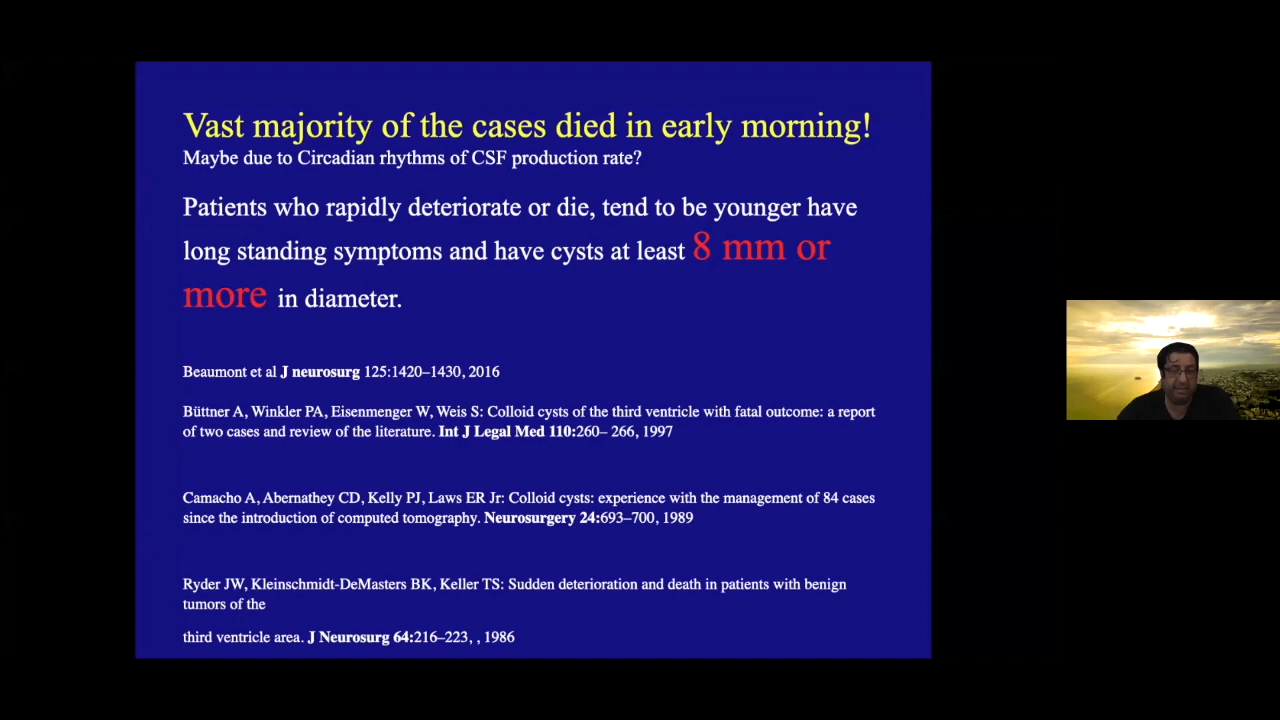 Vast majority of the cases died in early morning!
Maybe due to Circadian rhythms of CSF production rate?
Patients who rapidly deteriorate or die, tend to be younger have
long standing symptoms and have cysts at least 8 mm or
more in diameter.
Beaumont et al J neurosurg 125:1420–1430, 2016
Büttner A, Winkler PA, Eisenmenger W, Weis S: Colloid cysts of the third ventricle with fatal outcome: a report
of two cases and review of the literature. Int J Legal Med 110:260– 266, 1997
Camacho A, Abernathey CD, Kelly PJ, Laws ER Jr: Colloid cysts: experience with the management of 84 cases
since the introduction of computed tomography. Neurosurgery 24:693–700, 1989
Ryder JW, Kleinschmidt-DeMasters BK, Keller TS: Sudden deterioration and death in patients with benign
tumors of the
third ventricle area. J Neurosurg 64:216–223, , 1986